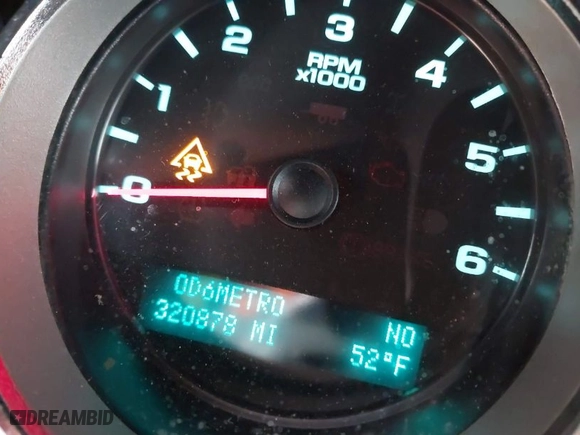 0
1
2
3
4
5
6
RPM
x1000
ODÓMETRO
320878 MI
NO
52°F
DREAMBID